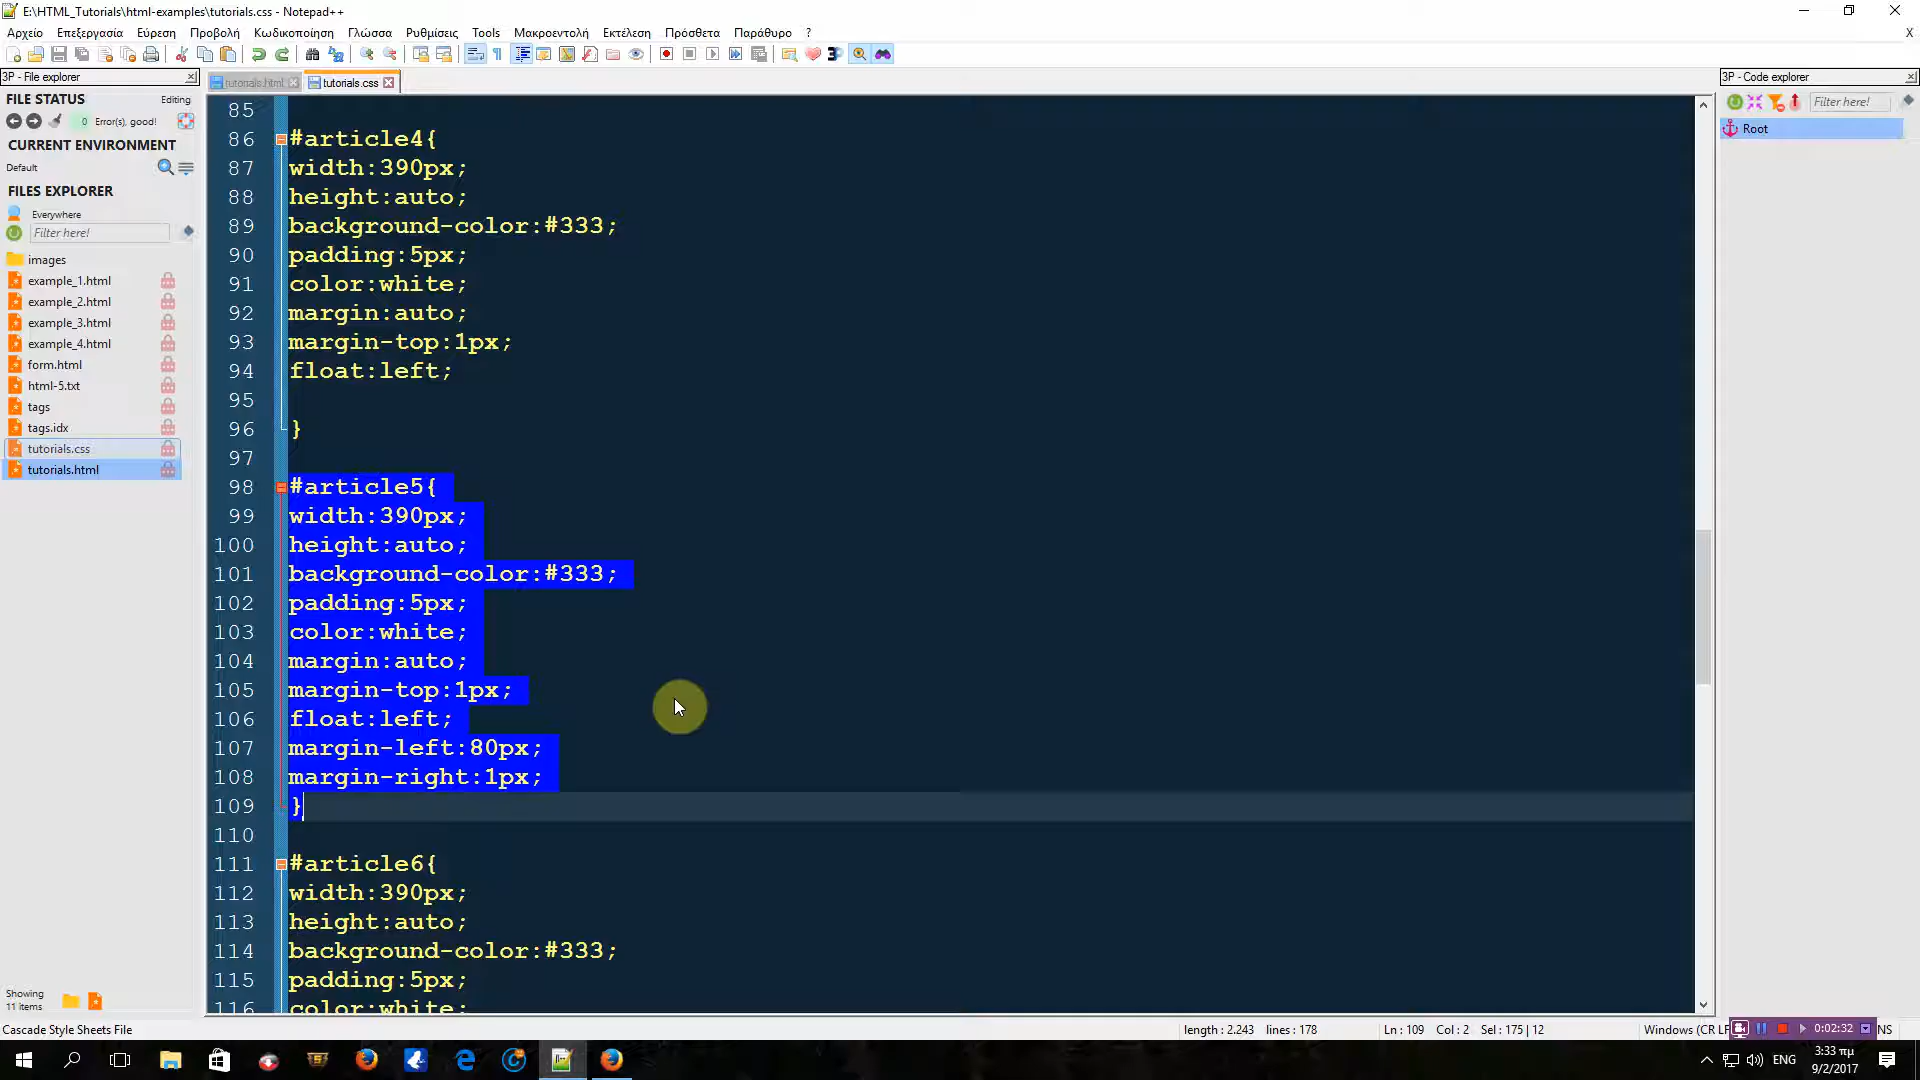 E:\HTML_Tutorials\html-examples\tutorials.css - Notepad++
Αρχείο Επεξεργασία Εύρεση Προβολή Κωδικοποίηση Γλώσσα Ρυθμίσεις Tools Μακροεντολή Εκτέλεση Πρόσθετα Παράθυρο ? X
3P - File explorer
tutorials.html tutorials.css
3P - Code explorer
FILE STATUS Editing
0 Error(s), good!
CURRENT ENVIRONMENT
Default
FILES EXPLORER
Everywhere
Filter here!
images
example_1.html
example_2.html
example_3.html
example_4.html
form.html
html-5.txt
tags
tags.idx
tutorials.css
tutorials.html
Showing
11 items
85
86 #article4{
87 width:390px;
88 height:auto;
89 background-color:#333;
90 padding:5px;
91 color:white;
92 margin:auto;
93 margin-top:1px;
94 float:left;
95
96 }
97
98 #article5{
99 width:390px;
100 height:auto;
101 background-color:#333;
102 padding:5px;
103 color:white;
104 margin:auto;
105 margin-top:1px;
106 float:left;
107 margin-left:80px;
108 margin-right:1px;
109 }
110
111 #article6{
112 width:390px;
113 height:auto;
114 background-color:#333;
115 padding:5px;
116 color:white;
Filter here!
Root
Cascade Style Sheets File length : 2.243 lines : 178 Ln : 109 Col : 2 Sel : 175 | 12 Windows (CR LF 0:02:32 NS
ENG
3:33 πμ
9/2/2017